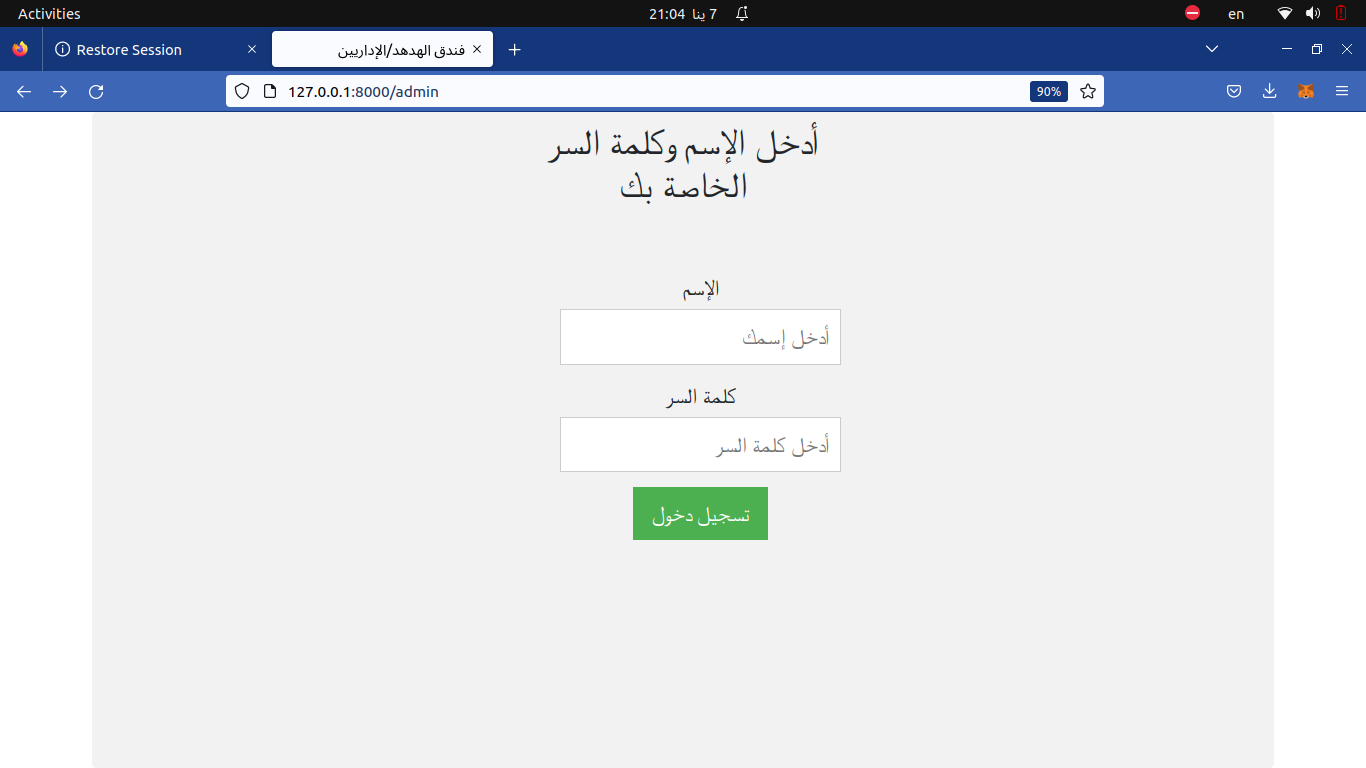 Activities
7 ينا 21:04
en
Restore Session
فندق الهدهد/الإداريين
127.0.0.1:8000/admin
90%
أدخل الإسم وكلمة السر
الخاصة بك
الإسم
أدخل إسمك
كلمة السر
أدخل كلمة السر
تسجيل دخول